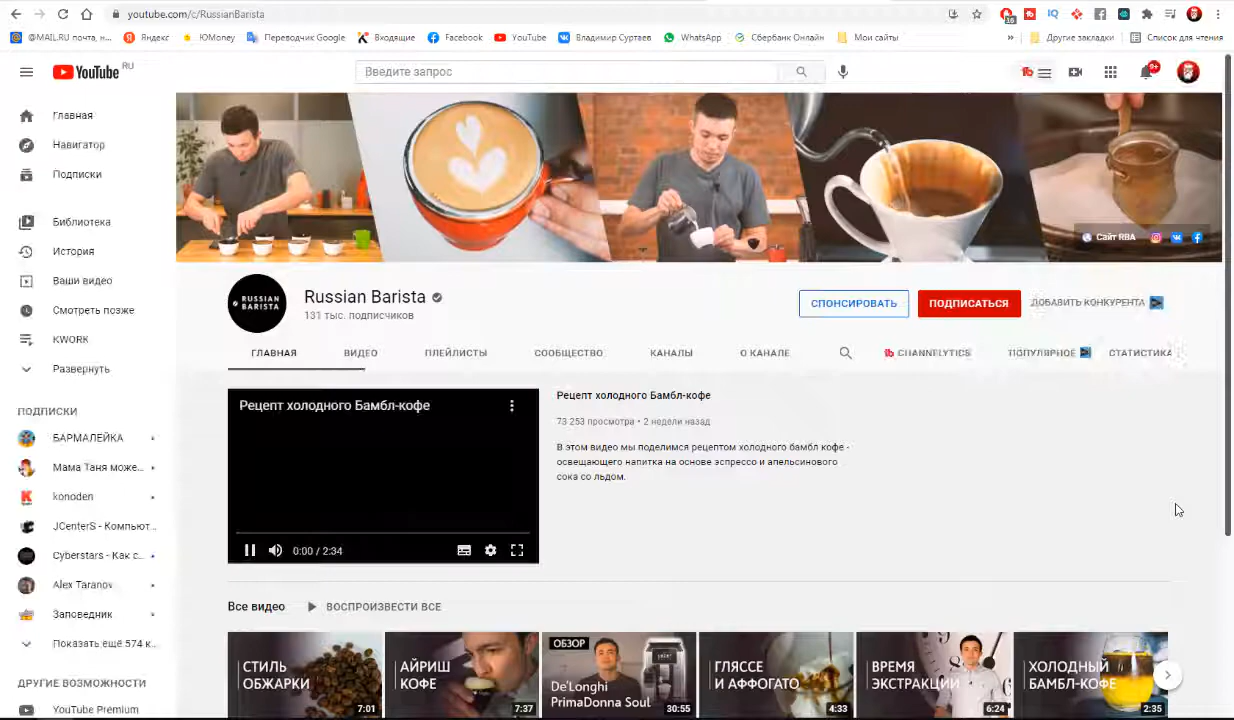 youtube.com/c/RussianBarista
16
@MAIL.RU почта, н...
Яндекс
ЮMoney
Переводчик Google
Входящие
Facebook
YouTube
Владимир Суртаев
WhatsApp
Сбербанк Онлайн
Мои сайты
»
Другие закладки
Список для чтения
YouTube RU
Введите запрос
9+
Главная
Навигатор
Подписки
Библиотека
История
Ваши видео
Смотреть позже
KWORK
Развернуть
ПОДПИСКИ
БАРМАЛЕЙКА
Мама Таня може...
konoden
JCenterS - Компьют...
Cyberstars - Как с...
Alex Taranov
Заповедник
Показать ещё 574 к...
ДРУГИЕ ВОЗМОЖНОСТИ
YouTube Premium
Сайт RBA
RUSSIAN
BARISTA
Russian Barista
131 тыс. подписчиков
СПОНСИРОВАТЬ
ПОДПИСАТЬСЯ
ДОБАВИТЬ КОНКУРЕНТА
ГЛАВНАЯ
ВИДЕО
ПЛЕЙЛИСТЫ
СООБЩЕСТВО
КАНАЛЫ
О КАНАЛЕ
CHANNELYTICS
ПОПУЛЯРНОЕ
СТАТИСТИКА
Рецепт холодного Бамбл-кофе
0:00 / 2:34
Рецепт холодного Бамбл-кофе
73 253 просмотра • 2 недели назад
В этом видео мы поделимся рецептом холодного бамбл кофе -
освещающего напитка на основе эспрессо и апельсинового
сока со льдом.
Все видео
ВОСПРОИЗВЕСТИ ВСЕ
СТИЛЬ
ОБЖАРКИ
7:01
АЙРИШ
КОФЕ
7:37
ОБЗОР
De'Longhi
PrimaDonna Soul
30:55
ГЛЯССЕ
И АФФОГАТО
4:33
ВРЕМЯ
ЭКСТРАКЦИИ
6:24
ХОЛОДНЫЙ
БАМБЛ-КОФЕ
2:35